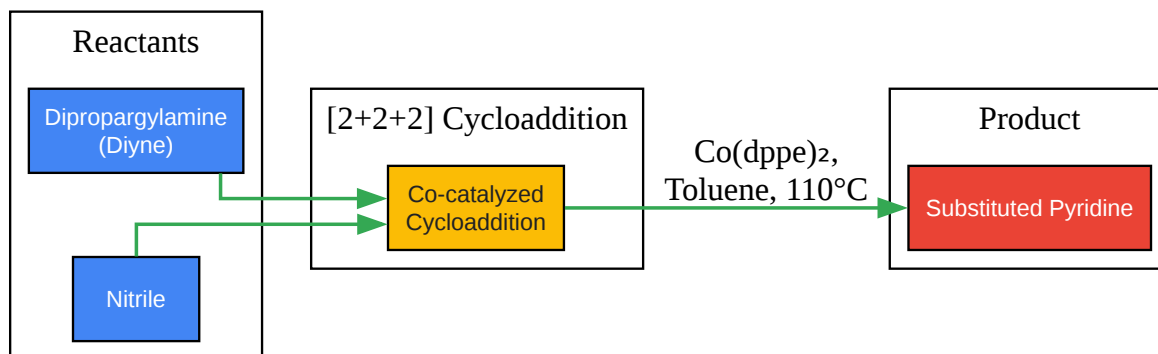 Reactants
Dipropargylamine
(Diyne)
Nitrile
[2+2+2] Cycloaddition
Co-catalyzed
Cycloaddition
Co(dppe)₂,
Toluene, 110°C
Product
Substituted Pyridine